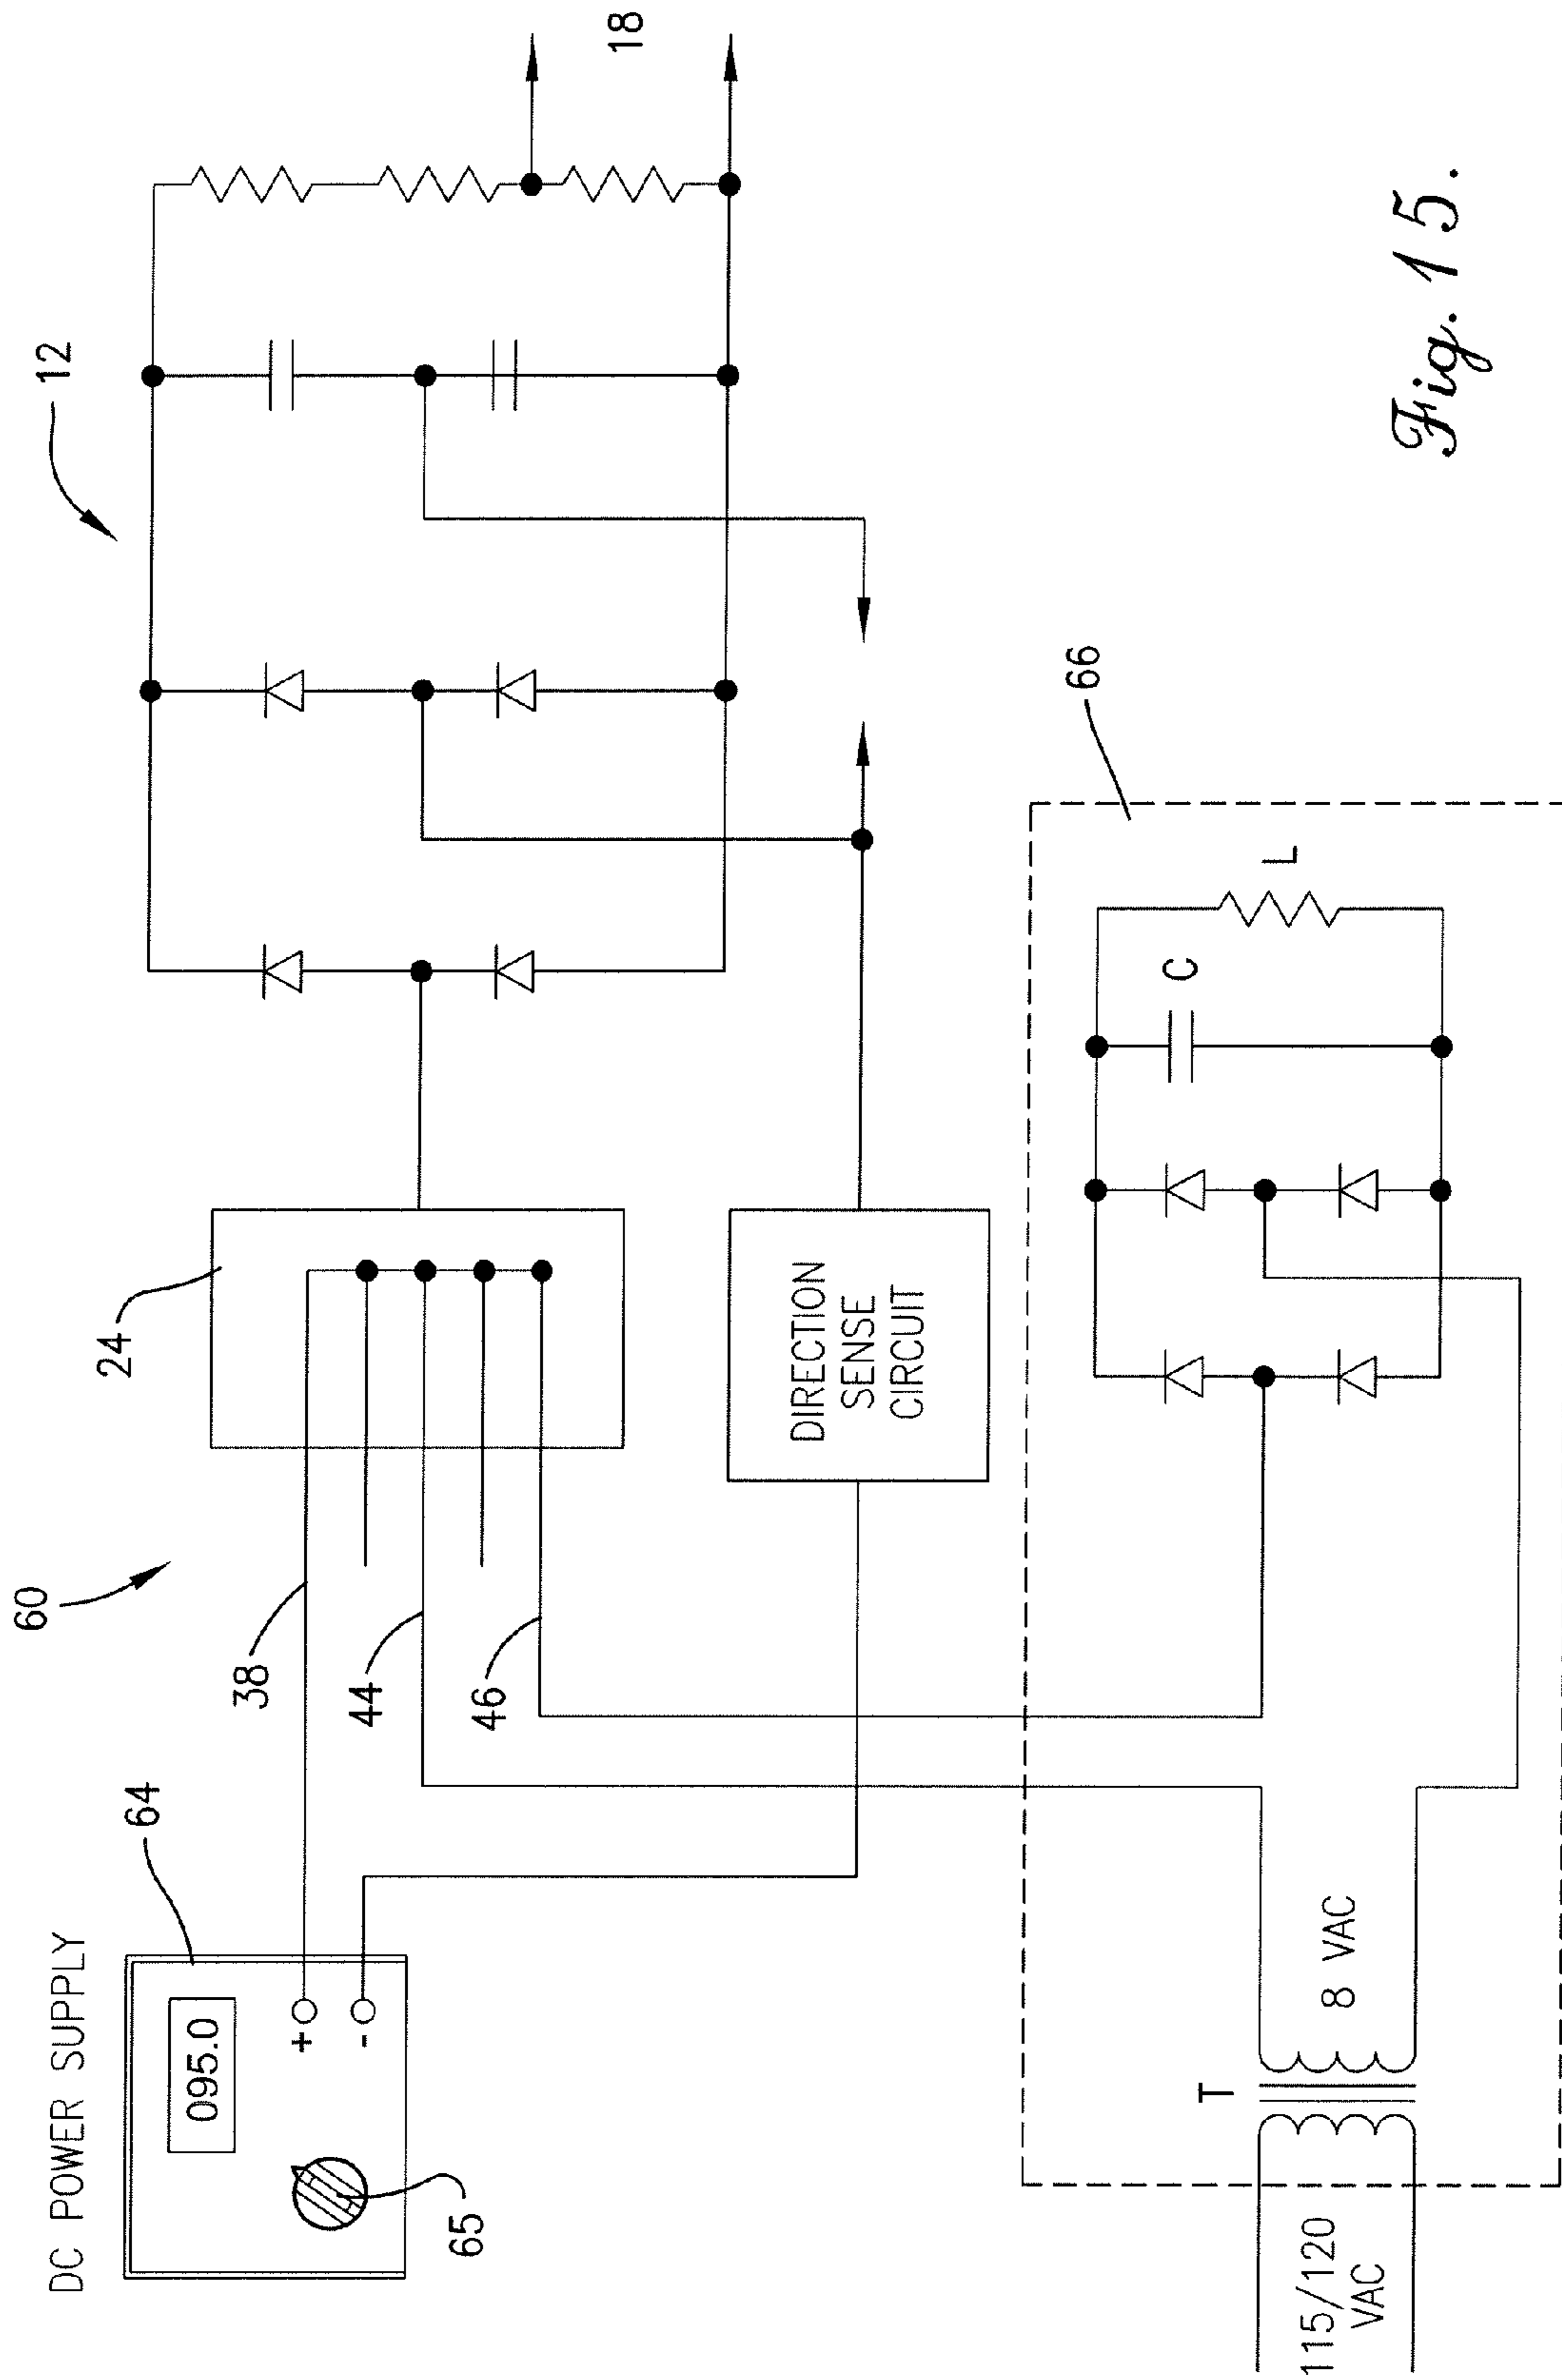 DC POWER SUPPLY
64
095.0
+
-
65
60
38
44
46
24
12
18
DIRECTION
SENSE
CIRCUIT
66
115/120
VAC
T
8 VAC
C
L
Fig. 15.